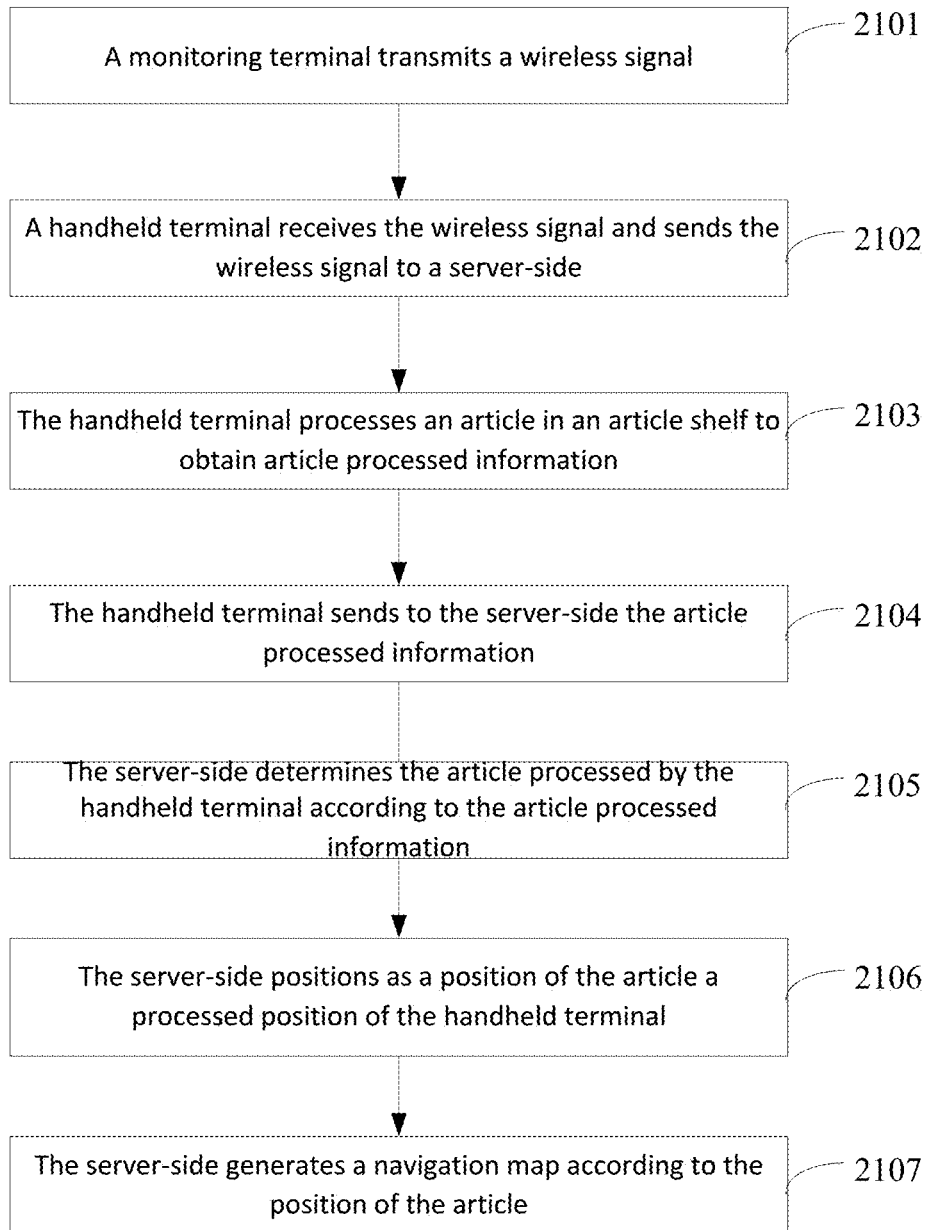 A monitoring terminal transmits a wireless signal
2101
A handheld terminal receives the wireless signal and sends the
wireless signal to a server-side
2102
The handheld terminal processes an article in an article shelf to
obtain article processed information
2103
The handheld terminal sends to the server-side the article
processed information
2104
The server-side determines the article processed by the
handheld terminal according to the article processed
information
2105
The server-side positions as a position of the article a
processed position of the handheld terminal
2106
The server-side generates a navigation map according to the
position of the article
2107